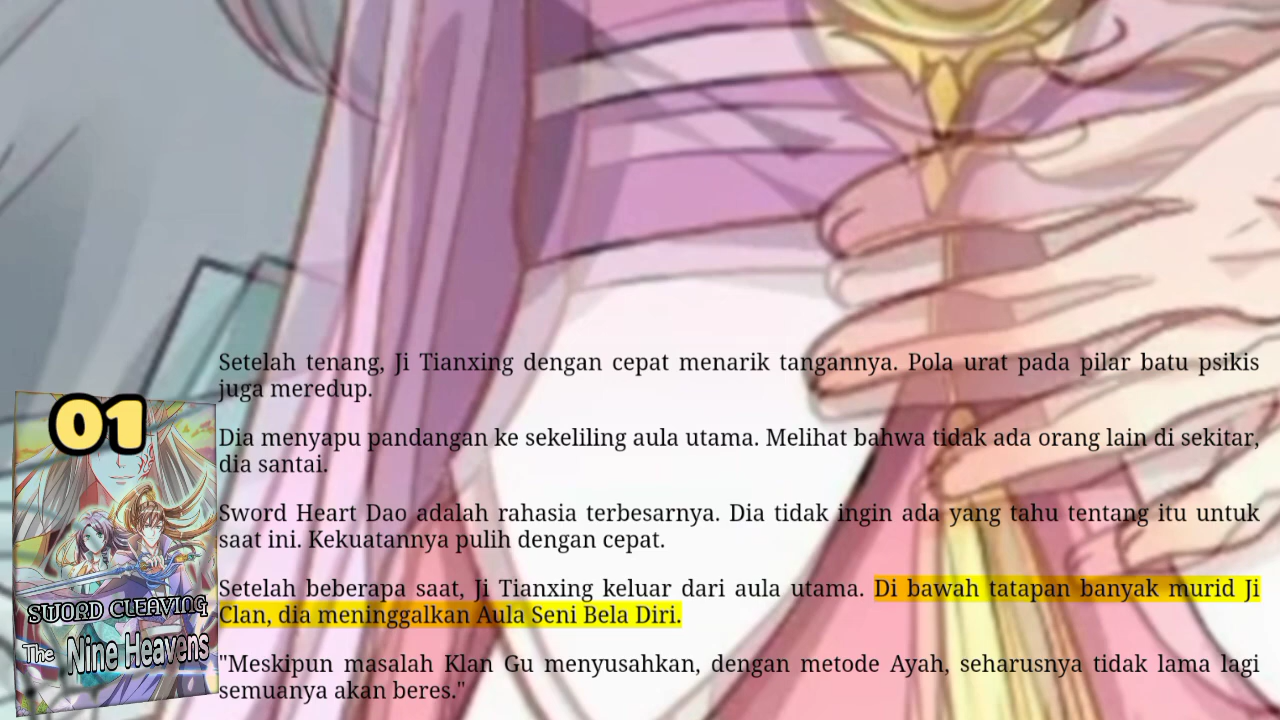 Setelah tenang, Ji Tianxing dengan cepat menarik tangannya. Pola urat pada pilar batu psikis
juga meredup.
Dia menyapu pandangan ke sekeliling aula utama. Melihat bahwa tidak ada orang lain di sekitar,
dia santai.
Sword Heart Dao adalah rahasia terbesarnya. Dia tidak ingin ada yang tahu tentang itu untuk
saat ini. Kekuatannya pulih dengan cepat.
Setelah beberapa saat, Ji Tianxing keluar dari aula utama. Di bawah tatapan banyak murid Ji
Clan, dia meninggalkan Aula Seni Bela Diri.
"Meskipun masalah Klan Gu menyusahkan, dengan metode Ayah, seharusnya tidak lama lagi
semuanya akan beres."
01
SWORD CLEAVING
The Nine Heavens